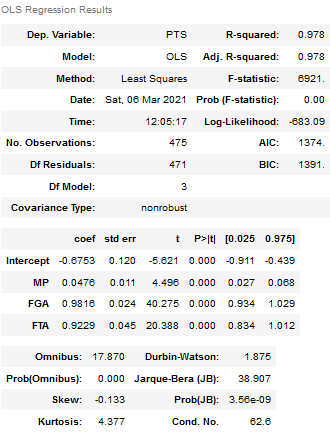 OLS Regression Results
Dep. Variable: PTS R-squared: 0.978
Model: OLS Adj. R-squared: 0.978
Method: Least Squares F-statistic: 6921.
Date: Sat, 06 Mar 2021 Prob (F-statistic): 0.00
Time: 12:05:17 Log-Likelihood: -683.09
No. Observations: 475 AIC: 1374.
Df Residuals: 471 BIC: 1391.
Df Model: 3
Covariance Type: nonrobust
coef std err t P>|t| [0.025 0.975]
Intercept -0.6753 0.120 -5.621 0.000 -0.911 -0.439
MP 0.0476 0.011 4.496 0.000 0.027 0.068
FGA 0.9816 0.024 40.275 0.000 0.934 1.029
FTA 0.9229 0.045 20.388 0.000 0.834 1.012
Omnibus: 17.870 Durbin-Watson: 1.875
Prob(Omnibus): 0.000 Jarque-Bera (JB): 38.907
Skew: -0.133 Prob(JB): 3.56e-09
Kurtosis: 4.377 Cond. No. 62.6